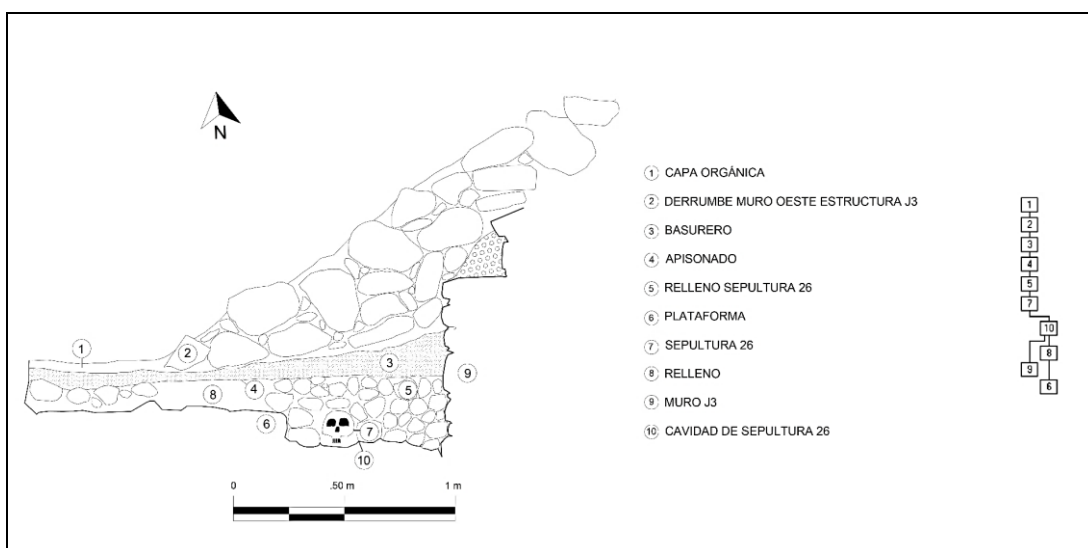 N
1
2
3
4
5
6
7
8
9
10
0 .50 m 1 m
1 CAPA ORGÁNICA
2 DERRUMBE MURO OESTE ESTRUCTURA J3
3 BASURERO
4 APISONADO
5 RELLENO SEPULTURA 26
6 PLATAFORMA
7 SEPULTURA 26
8 RELLENO
9 MURO J3
10 CAVIDAD DE SEPULTURA 26
1
2
3
4
5
7
10
8
9
6